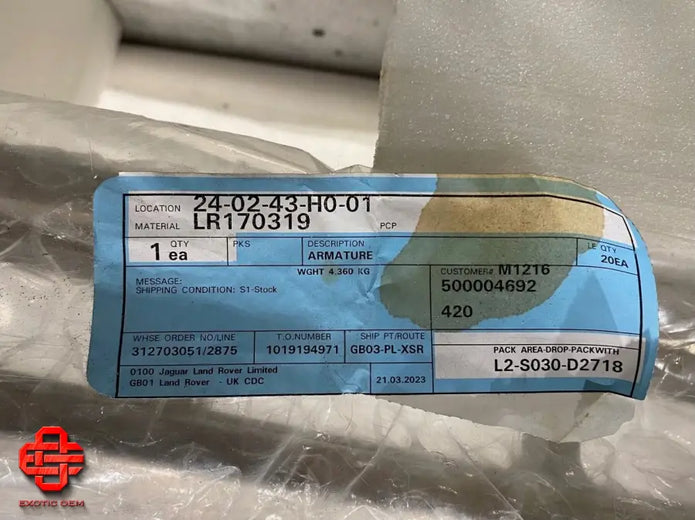 LOCATION 24-02-43-H0-01
MATERIAL LR170319 PCP
QTY PKS DESCRIPTION LE QTY
1 ea ARMATURE 20EA
WGHT 4,360 KG
CUSTOMER# M1216
MESSAGE: 500004692
SHIPPING CONDITION: S1-Stock
420
WHSE ORDER NO/LINE T.O.NUMBER SHIP PT/ROUTE
312703051/2875 1019194971 GB03-PL-XSR
PACK AREA-DROP-PACKWITH
L2-S030-D2718
0100 Jaguar Land Rover Limited
GB01 Land Rover - UK CDC 21.03.2023
EXOTIC OEM